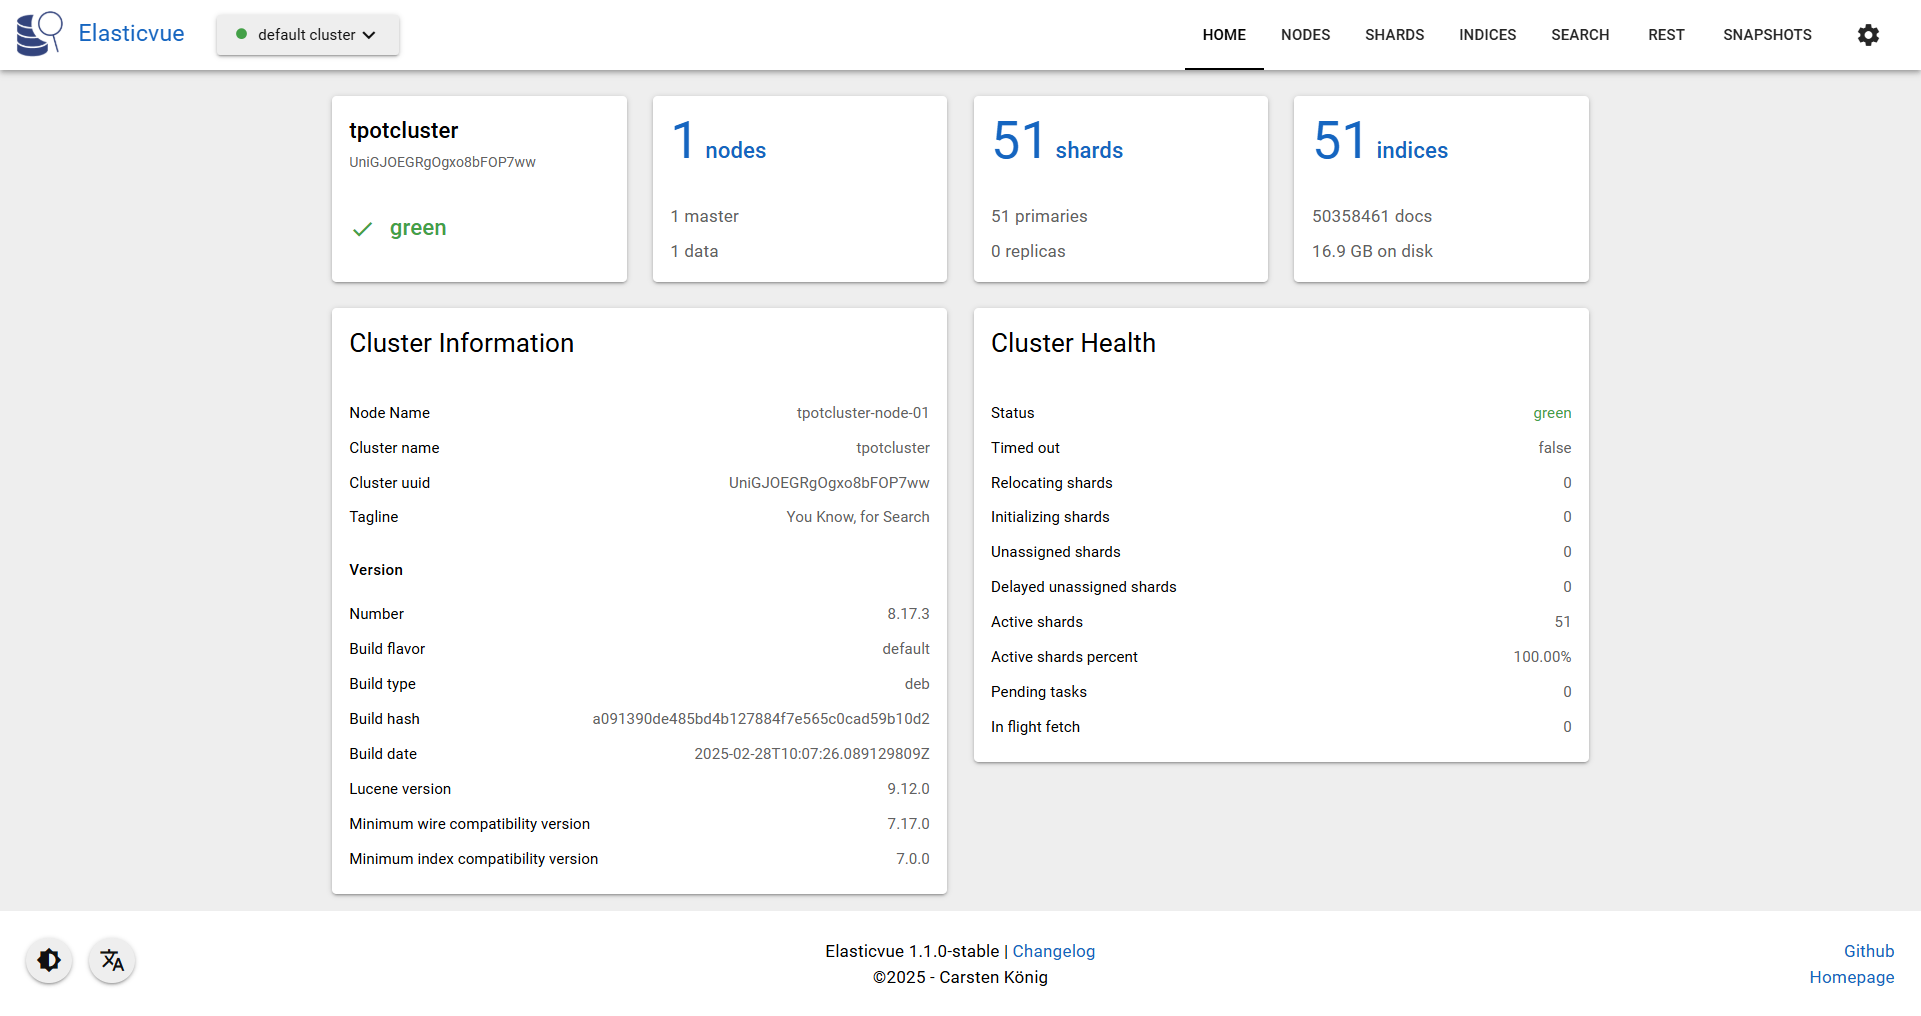 Elasticvue
default cluster
HOME NODES SHARDS INDICES SEARCH REST SNAPSHOTS
tpotcluster
UniGJOEGRgOgxo8bFOP7ww
green
1 nodes
1 master
1 data
51 shards
51 primaries
0 replicas
51 indices
50358461 docs
16.9 GB on disk
Cluster Information
Node Name tpotcluster-node-01
Cluster name tpotcluster
Cluster uuid UniGJOEGRgOgxo8bFOP7ww
Tagline You Know, for Search
Version
Number 8.17.3
Build flavor default
Build type deb
Build hash a091390de485bd4b127884f7e565c0cad59b10d2
Build date 2025-02-28T10:07:26.089129809Z
Lucene version 9.12.0
Minimum wire compatibility version 7.17.0
Minimum index compatibility version 7.0.0
Cluster Health
Status green
Timed out false
Relocating shards 0
Initializing shards 0
Unassigned shards 0
Delayed unassigned shards 0
Active shards 51
Active shards percent 100.00%
Pending tasks 0
In flight fetch 0
Elasticvue 1.1.0-stable | Changelog
©2025 - Carsten König
Github
Homepage